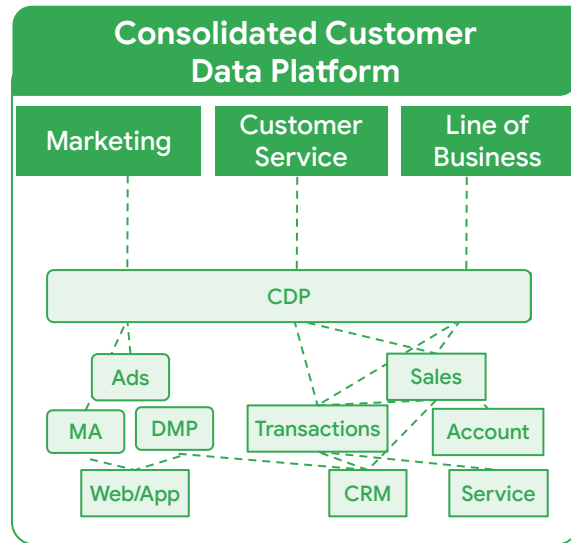 Consolidated Customer
Data Platform
Marketing
Customer
Service
Line of
Business
CDP
Ads
Sales
MA
DMP
Transactions
Account
Web/App
CRM
Service